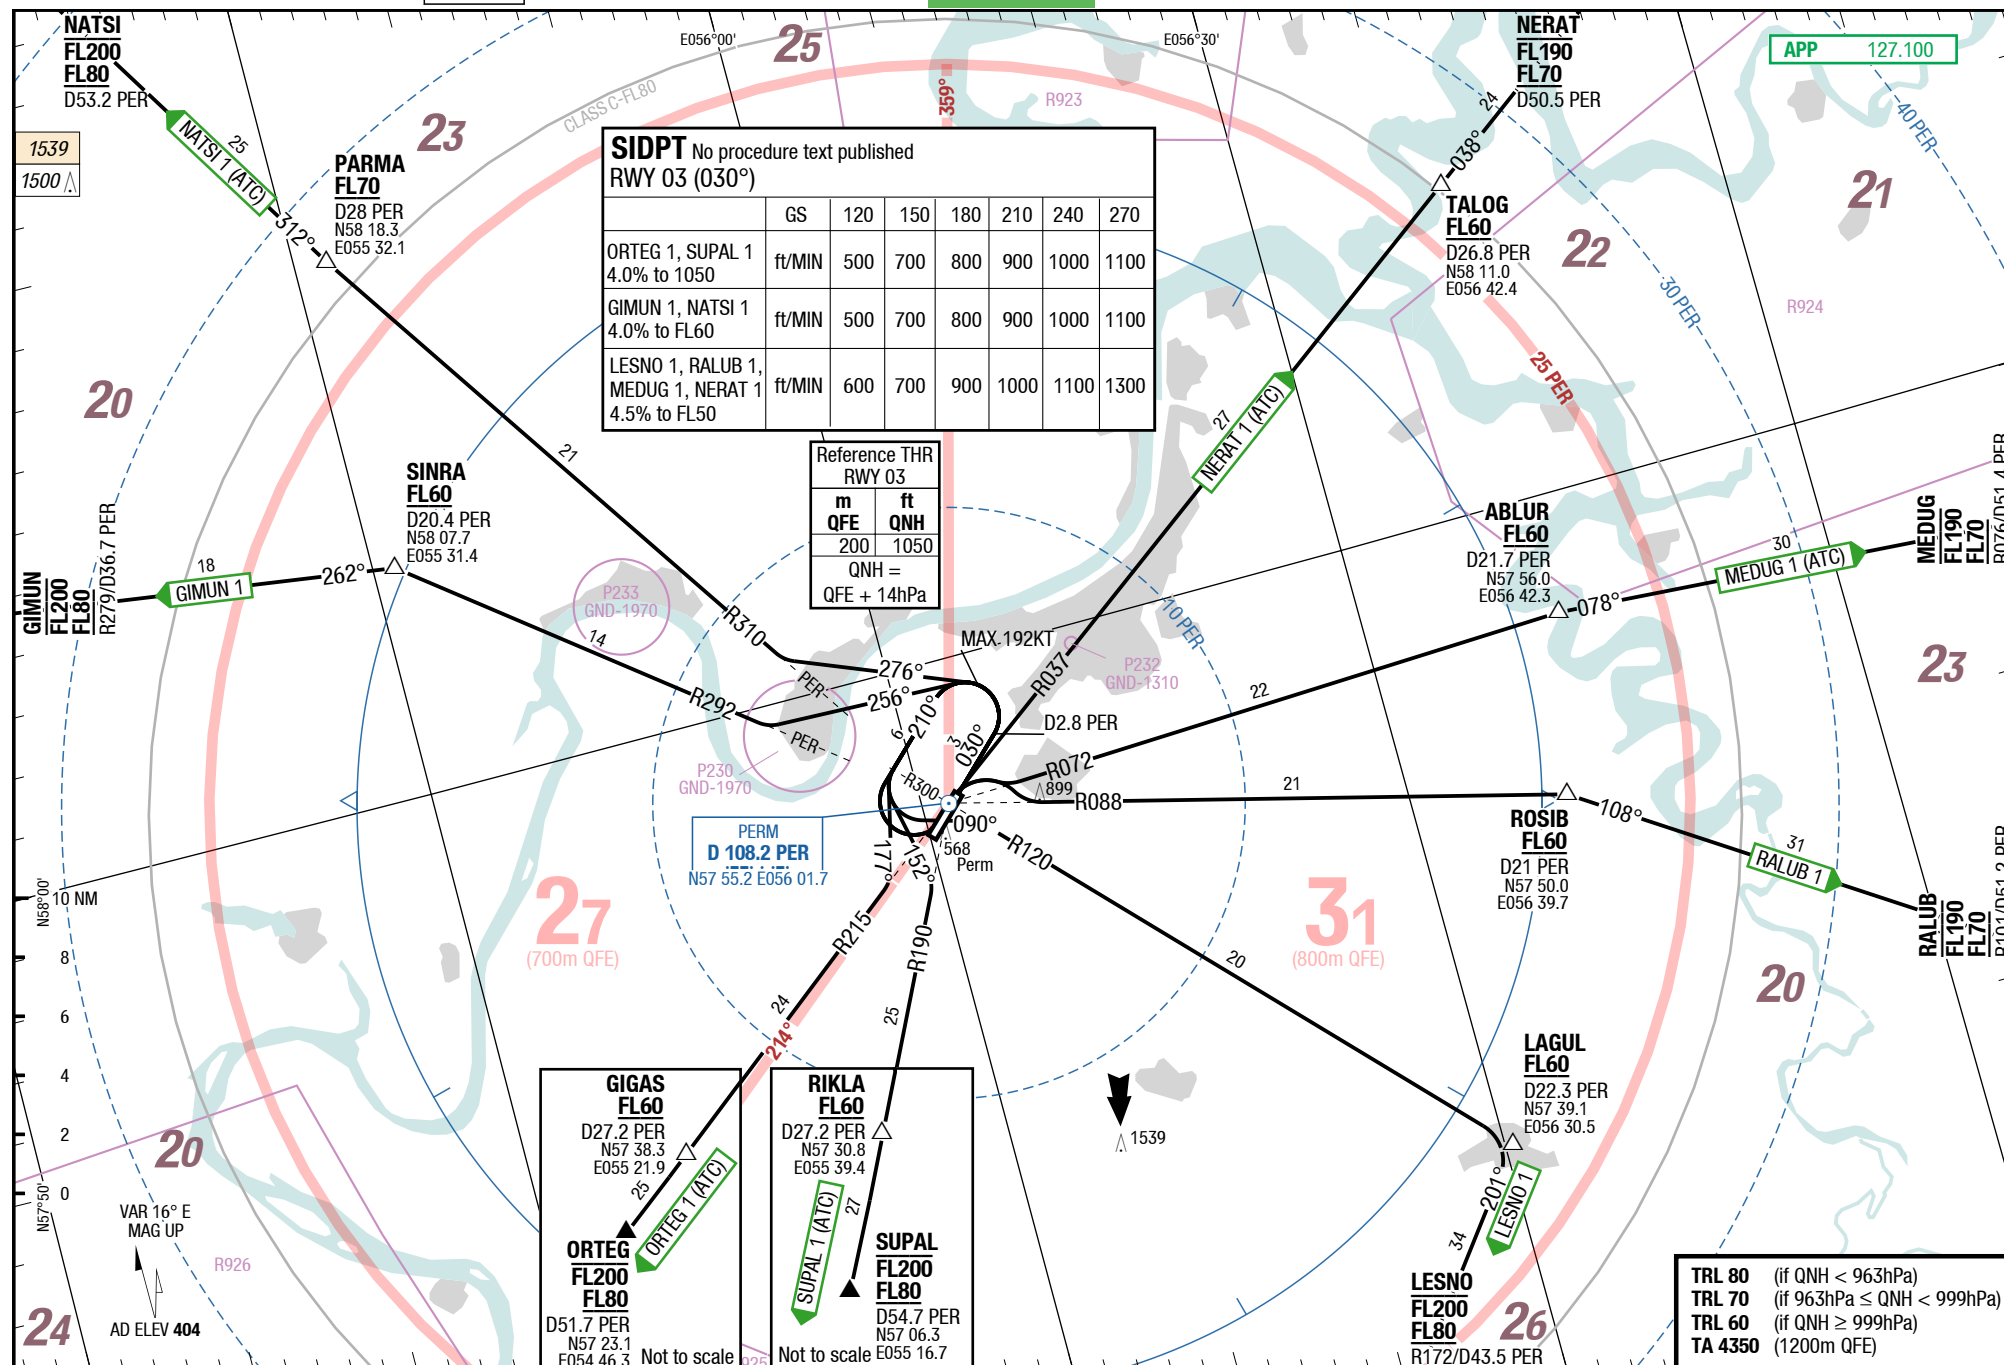 NATSI
FL200
FL80
D53.2 PER
1539
1500
NATSI 1 (ATC)
25
312°
PARMA
FL70
D28 PER
N58 18.3
E055 32.1
23
CLASS C-FL80
E056°00'
25
359°
R923
E056°30'
NERAT
FL190
FL70
D50.5 PER
24
038°
APP 127.100
40 PER
21
TALOG
FL60
D26.8 PER
N58 11.0
E056 42.4
22
30 PER
R924
25 PER
SIDPT No procedure text published
RWY 03 (030°)
GS 120 150 180 210 240 270
ORTEG 1, SUPAL 1
4.0% to 1050
ft/MIN 500 700 800 900 1000 1100
GIMUN 1, NATSI 1
4.0% to FL60
ft/MIN 500 700 800 900 1000 1100
LESNO 1, RALUB 1,
MEDUG 1, NERAT 1
4.5% to FL50
ft/MIN 600 700 900 1000 1100 1300
Reference THR
RWY 03
m ft
QFE QNH
200 1050
QNH =
QFE + 14hPa
20
21
27
NERAT 1 (ATC)
SINRA
FL60
D20.4 PER
N58 07.7
E055 31.4
GIMUN
FL200
FL80
R279/D36.7 PER
18
GIMUN 1
262°
14
P233
GND-1970
R310
R292
276°
256°
210°
6
PER
PER
MAX 192KT
10 PER
P232
GND-1310
R037
D2.8 PER
3
030°
R300
P230
GND-1970
ABLUR
FL60
D21.7 PER
N57 56.0
E056 42.3
078°
30
MEDUG 1 (ATC)
MEDUG
FL190
FL70
R076/D51.4 PER
23
22
R072
899
R088
21
ROSIB
FL60
D21 PER
N57 50.0
E056 39.7
108°
31
RALUB 1
RALUB
FL190
FL70
R101/D51.2 PER
PERM
D 108.2 PER
N57 55.2 E056 01.7
090°
568
Perm
177°
152°
R120
R215
R190
27
(700m QFE)
31
(800m QFE)
20
20
24
214°
25
N58°00'
10 NM
8
6
4
2
0
N57°50'
20
VAR 16° E
MAG UP
AD ELEV 404
24
R926
GIGAS
FL60
D27.2 PER
N57 38.3
E055 21.9
25
ORTEG 1 (ATC)
ORTEG
FL200
FL80
D51.7 PER
N57 23.1
E054 46.3
Not to scale
925
RIKLA
FL60
D27.2 PER
N57 30.8
E055 39.4
SUPAL 1 (ATC)
27
SUPAL
FL200
FL80
D54.7 PER
N57 06.3
E055 16.7
Not to scale
1539
LAGUL
FL60
D22.3 PER
N57 39.1
E056 30.5
201°
LESNO 1
34
LESNO
FL200
FL80
R172/D43.5 PER
26
TRL 80 (if QNH < 963hPa)
TRL 70 (if 963hPa ≤ QNH < 999hPa)
TRL 60 (if QNH ≥ 999hPa)
TA 4350 (1200m QFE)